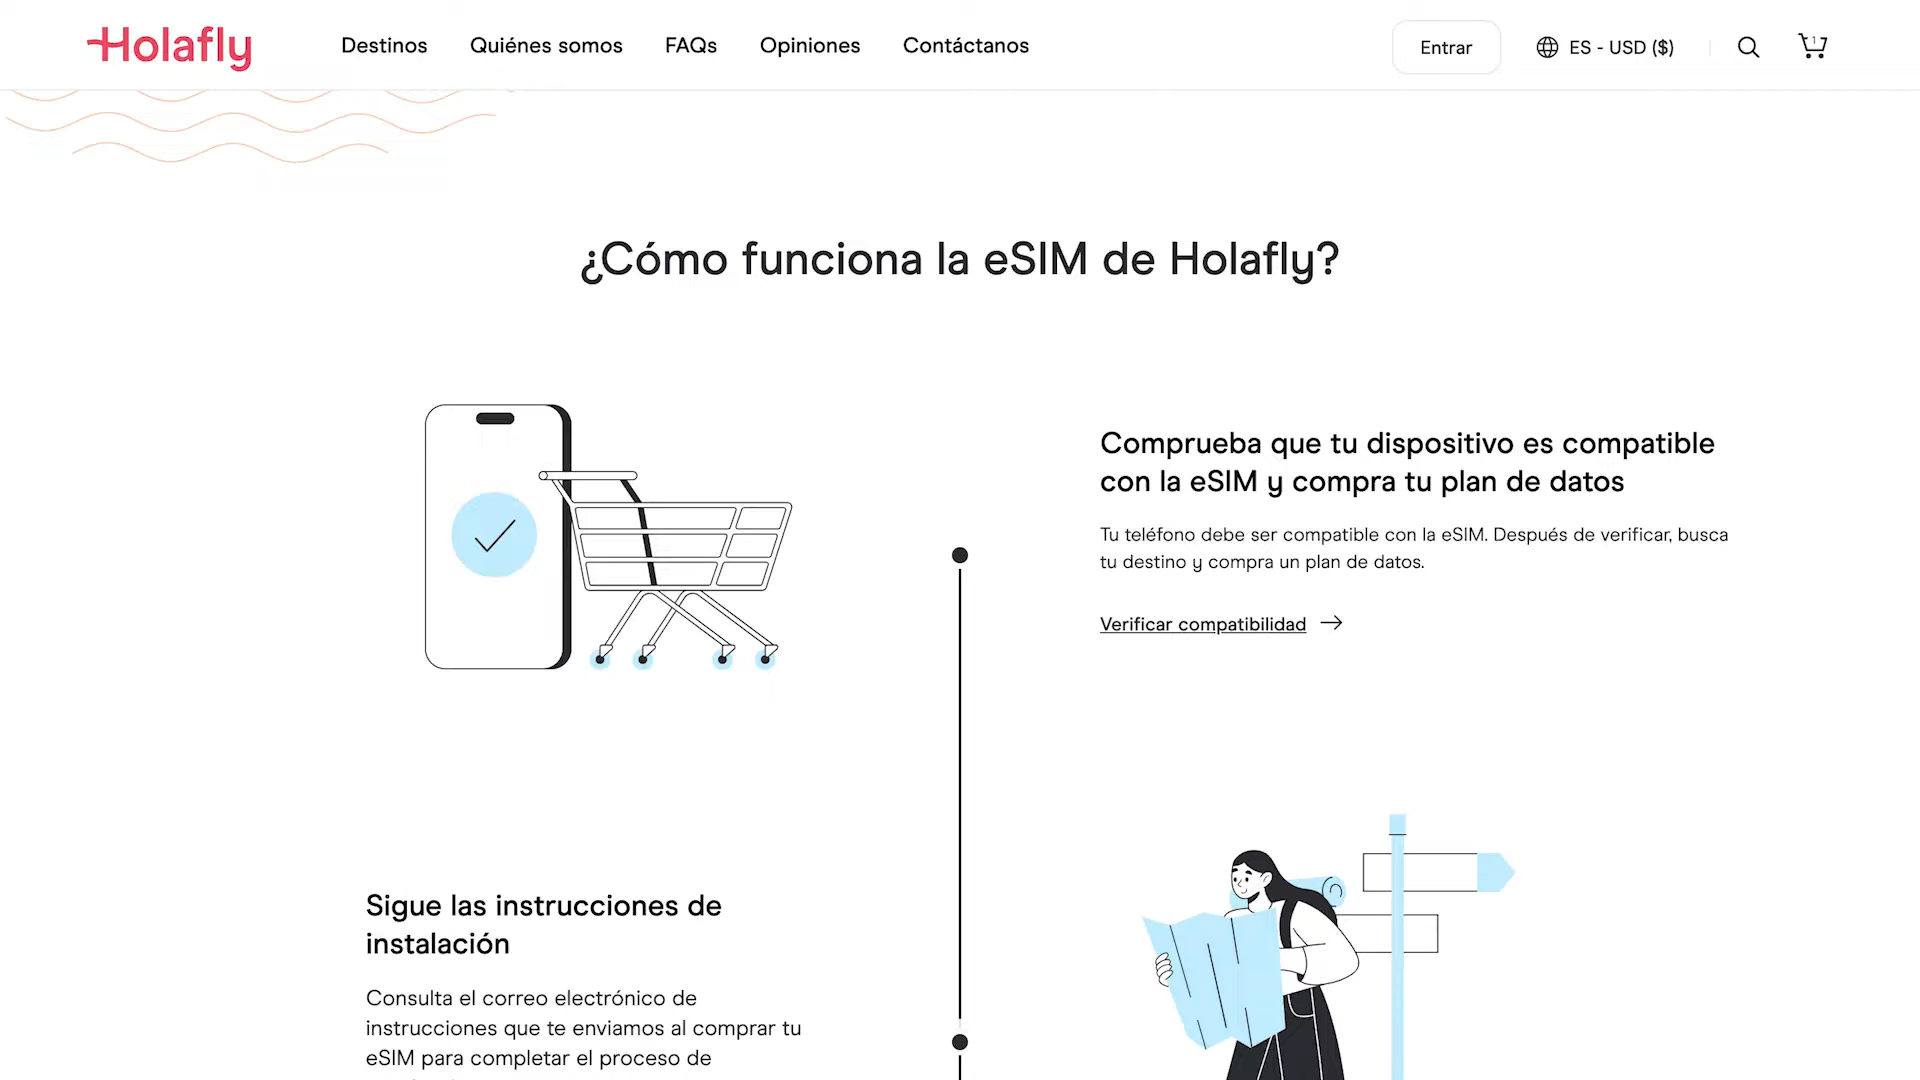 Holafly
Destinos
Quiénes somos
FAQs
Opiniones
Contáctanos
Entrar
ES - USD ($)
1
¿Cómo funciona la eSIM de Holafly?
Comprueba que tu dispositivo es compatible
con la eSIM y compra tu plan de datos
Tu teléfono debe ser compatible con la eSIM. Después de verificar, busca
tu destino y compra un plan de datos.
Verificar compatibilidad
Sigue las instrucciones de
instalación
Consulta el correo electrónico de
instrucciones que te enviamos al comprar tu
eSIM para completar el proceso de